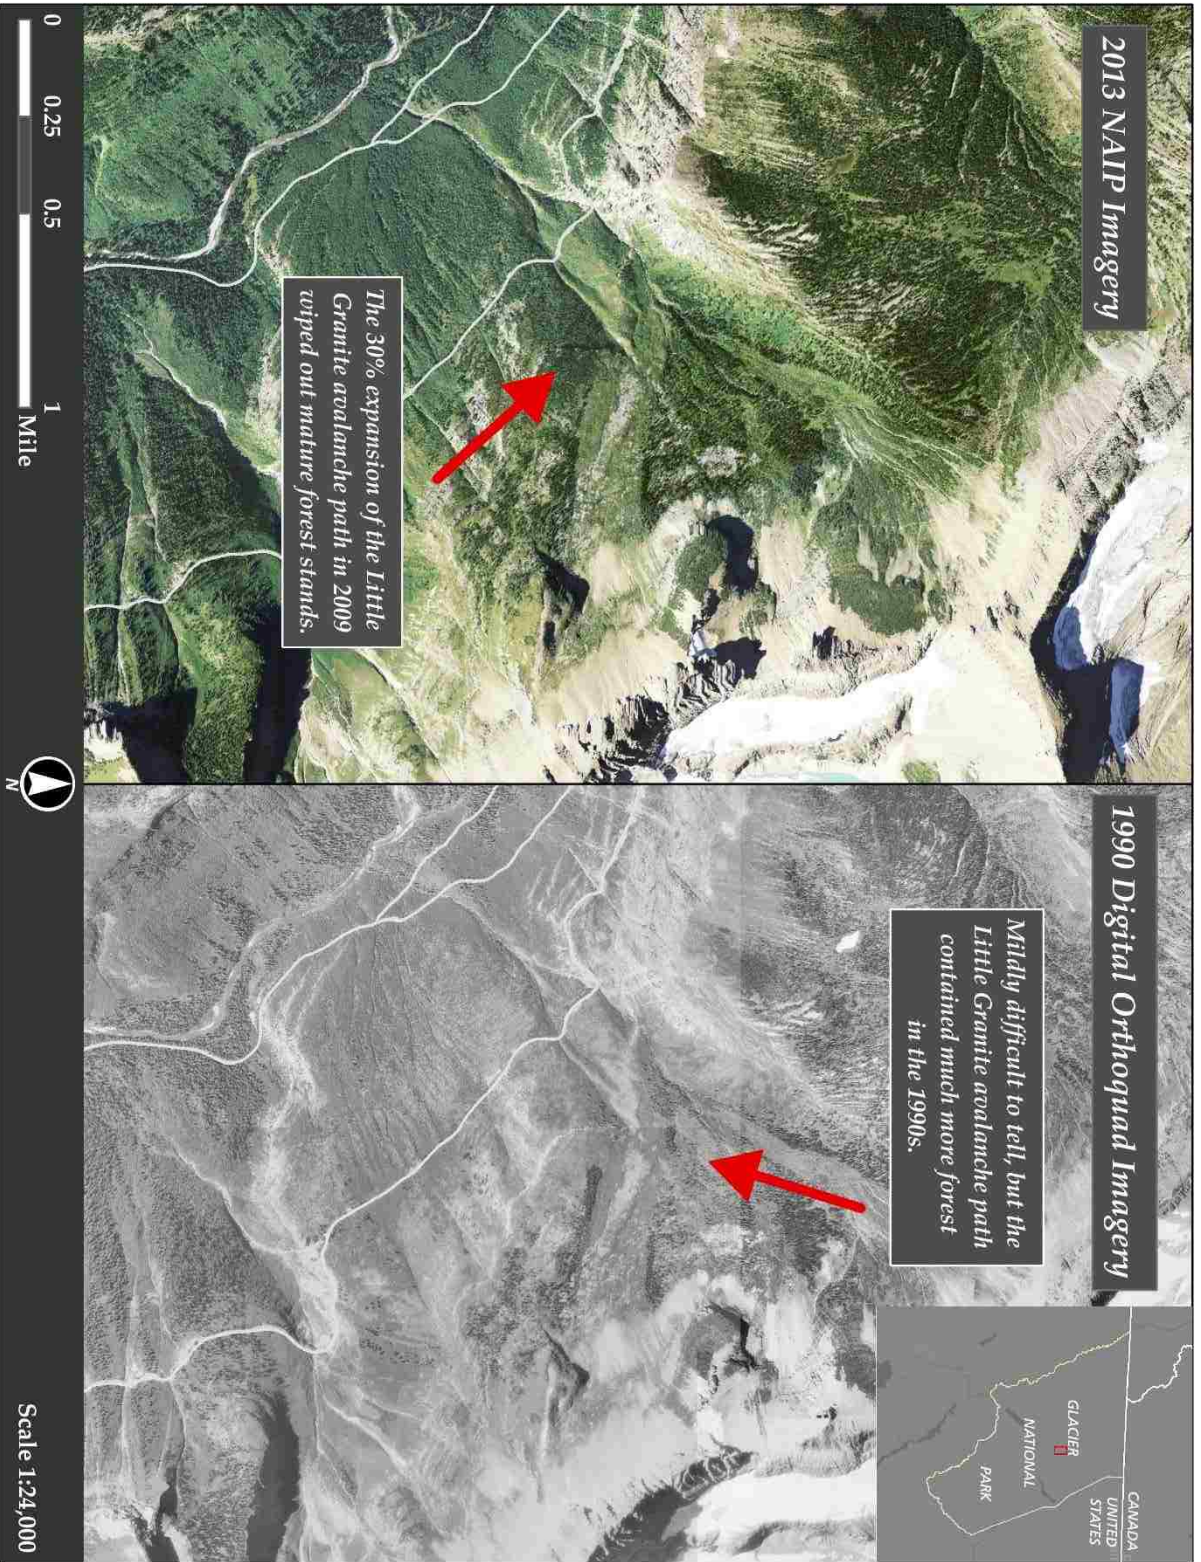 2013 NAIP Imagery
The 30% expansion of the Little
Granite avalanche path in 2009
wiped out mature forest stands.
1990 Digital Orthoquad Imagery
Mildly difficult to tell, but the
Little Granite avalanche path
contained much more forest
in the 1990s.
CANADA
UNITED
STATES
GLACIER
NATIONAL
PARK
0 0.25 0.5 1
Mile
N
Scale 1:24,000